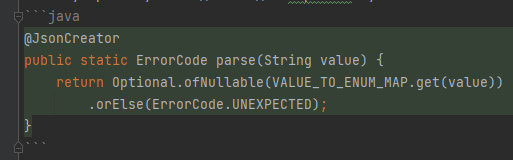 ```java
@JsonCreator
public static ErrorCode parse(String value) {
    return Optional.ofNullable(VALUE_TO_ENUM_MAP.get(value))
        .orElse(ErrorCode.UNEXPECTED);
}
```